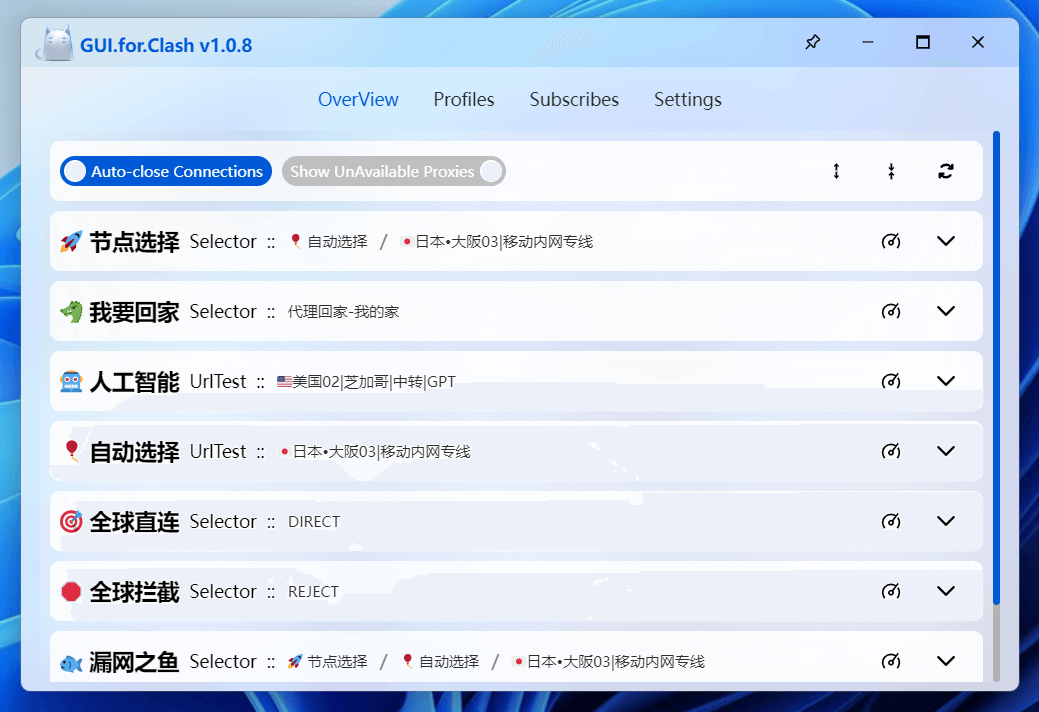 GUI.for.Clash v1.0.8
OverView Profiles Subscribes Settings
Auto-close Connections Show UnAvailable Proxies
🚀 节点选择 Selector :: 🎈 自动选择 / 🇯🇵日本•大阪03|移动内网专线
🐲 我要回家 Selector :: 代理回家-我的家
🤖 人工智能 UrlTest :: 🇺🇸美国02|芝加哥|中转|GPT
🎈 自动选择 UrlTest :: 🇯🇵日本•大阪03|移动内网专线
🎯 全球直连 Selector :: DIRECT
🛑 全球拦截 Selector :: REJECT
🐟 漏网之鱼 Selector :: 🚀 节点选择 / 🎈 自动选择 / 🇯🇵日本•大阪03|移动内网专线